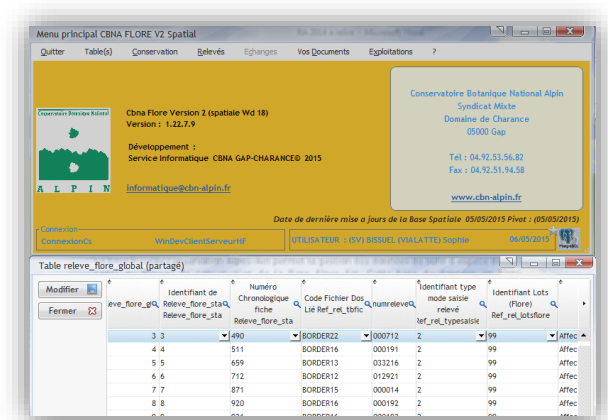 Menu principal CBNA FLORE V2 Spatial
Quitter Table(s) Conservation Relevés Echanges Vos Documents Exploitations ?
Conservatoire Botanique National Alpin
Syndicat Mixte
Domaine de Charance
05000 Gap
Tél : 04.92.53.56.82
Fax : 04.92.51.94.58
www.cbn-alpin.fr
Conservatoire Botanique National
A L P I N
Cbna Flore Version 2 (spatiale Wd 18)
Version : 1.22.7.9
Développement :
Service Informatique CBNA GAP-CHARANCE© 2015
informatique@cbn-alpin.fr
Date de dernière mise a jours de la Base Spatiale 05/05/2015 Pivot : (05/05/2015)
Connexion
ConnexionCs WinDevClientServeurHF UTILISATEUR : (SV) BISSUEL (VIALATTE) Sophie 06/05/2015
Table releve_flore_global (partagé)
Modifier
Fermer
eleve_flore_gl
Identifiant de
Releve_flore_sta
Releve_flore_sta
Numéro
Chronologique
fiche
Releve_flore_sta
Code Fichier Dos
Lié Ref_rel_tbfic
numreleve
Identifiant type
mode saisie
relevé
Ref_rel_typesaisie
Identifiant Lots
(Flore)
Ref_rel_lotsflore
3 3 490 BORDER22 000712 2 99 Affec
4 4 511 BORDER16 000191 2 99 Affec
5 5 659 BORDER13 033216 2 99 Affec
6 6 712 BORDER12 012921 2 99 Affec
7 7 871 BORDER15 000014 2 99 Affec
8 8 920 BORDER16 000192 2 99 Affec